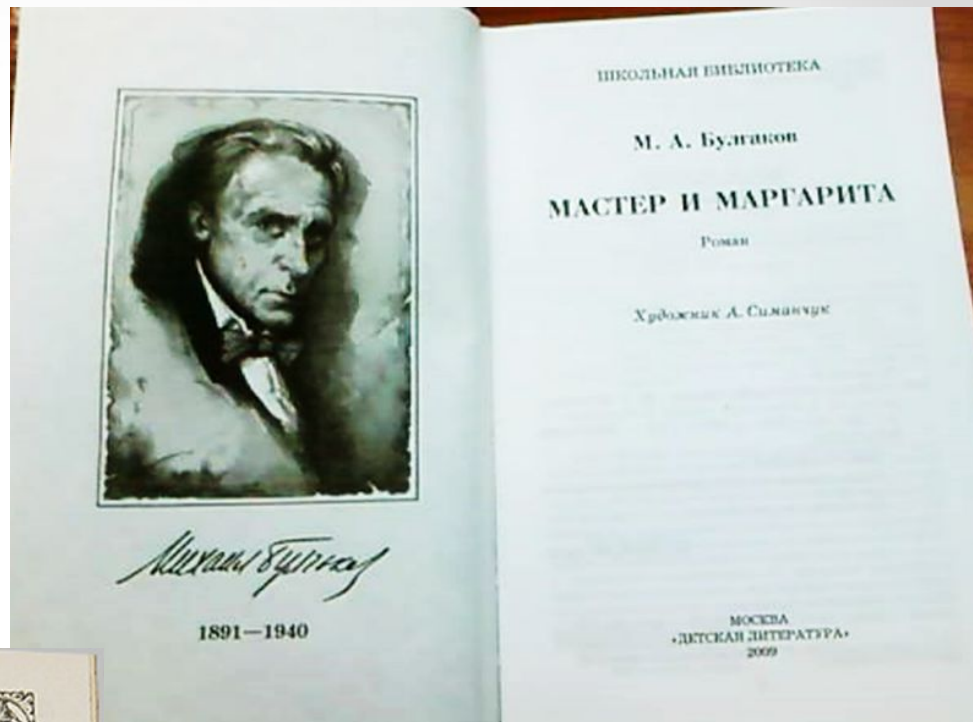 Михаил Булгаков
1891—1940
ШКОЛЬНАЯ БИБЛИОТЕКА
М. А. Булгаков
МАСТЕР И МАРГАРИТА
Роман
Художник А. Симанчук
МОСКВА
«ДЕТСКАЯ ЛИТЕРАТУРА»
2009